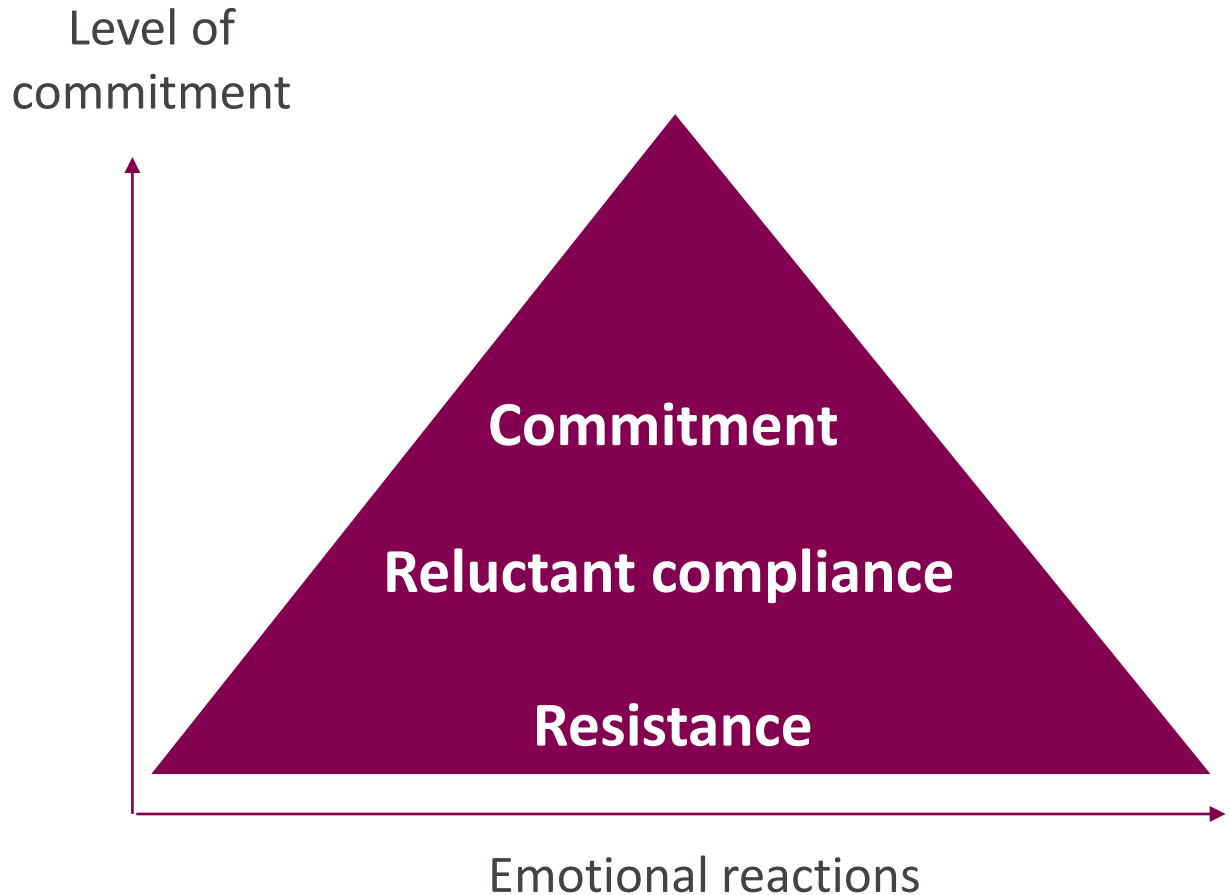 Level of
commitment
Commitment
Reluctant compliance
Resistance
Emotional reactions